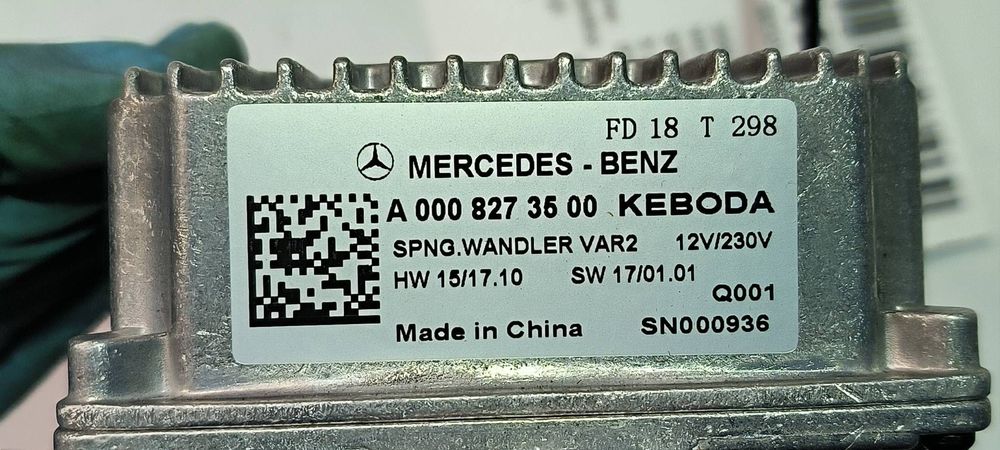 FD 18 T 298
MERCEDES - BENZ
A 000 827 35 00 KEBODA
SPNG.WANDLER VAR2 12V/230V
HW 15/17.10 SW 17/01.01
Q001
Made in China SN000936